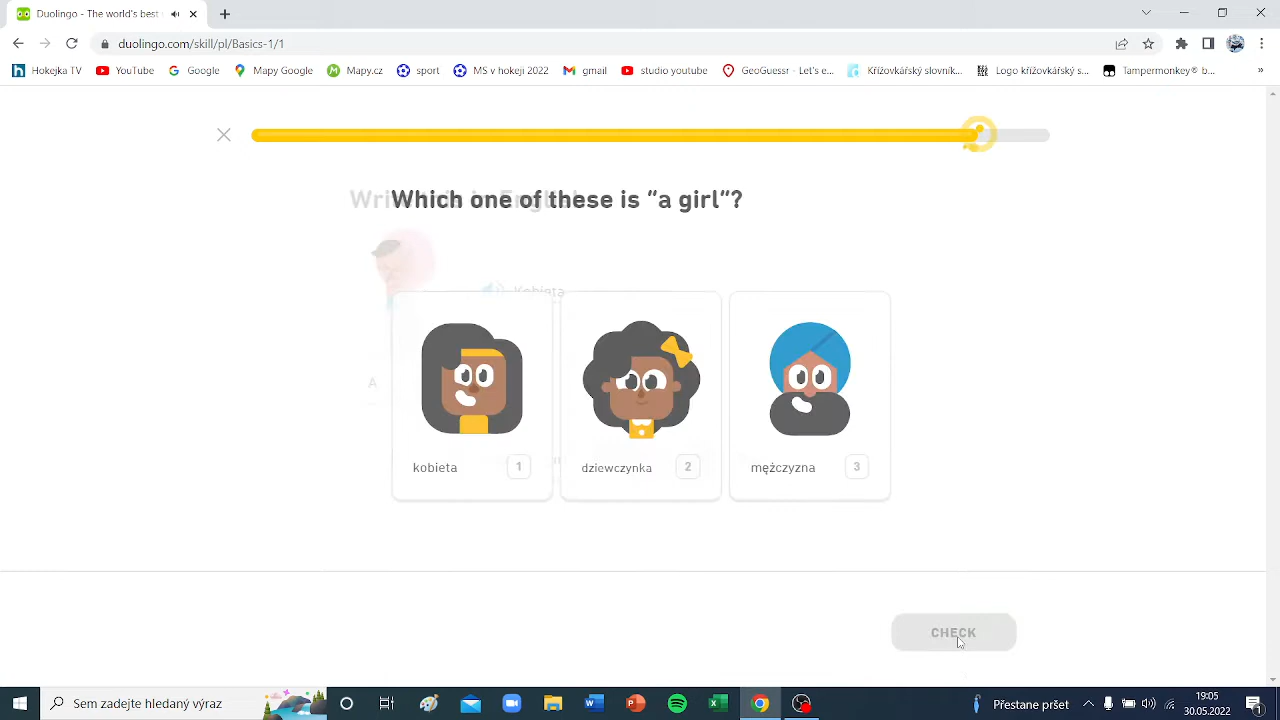 Duolingo - The world's best
duolingo.com/skill/pl/Basics-1/1
Hokejka TV YouTube Google Mapy Google Mapy.cz sport MS v hokeji 2022 gmail studio youtube GeoGuessr - Let's e... Křížovkářský slovník... Logo křížovkářský s... Tampermonkey® b... »
Which one of these is "a girl"?
Kobieta
A
kobieta 1 dziewczynka 2 mężczyzna 3
CHECK
Sem zadejte hledaný výraz
Přestane pršet
19:05
30.05.2022